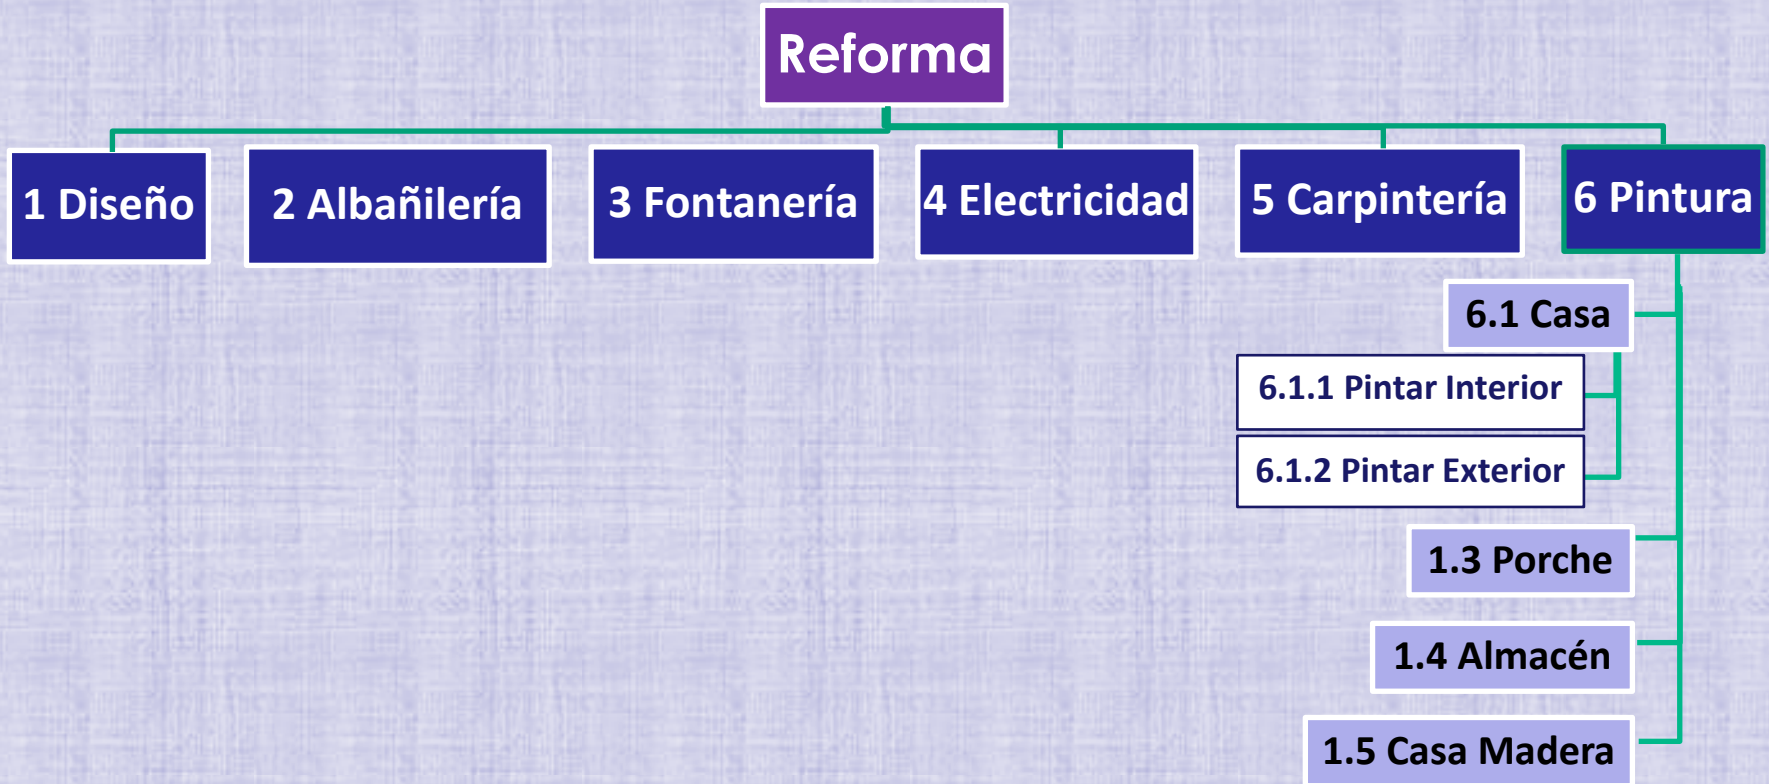 Reforma
1 Diseño
2 Albañilería
3 Fontanería
4 Electricidad
5 Carpintería
6 Pintura
6.1 Casa
6.1.1 Pintar Interior
6.1.2 Pintar Exterior
1.3 Porche
1.4 Almacén
1.5 Casa Madera